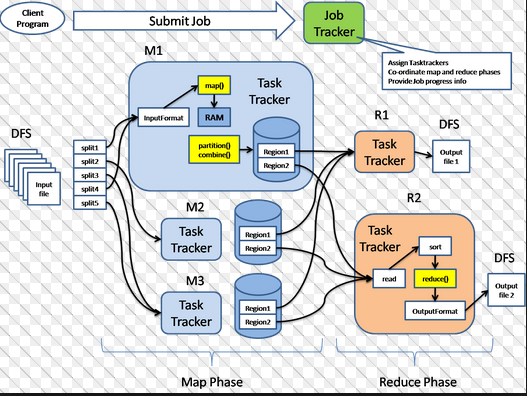 Client
Program
Submit Job
Job
Tracker
Assign Tasktrackers
Co-ordinate map and reduce phases
Provide Job progress info
M1
map()
Task
Tracker
InputFormat
RAM
partition()
combine()
Region1
Region2
DFS
Input
file
split1
split2
split3
split4
split5
R1
Task
Tracker
DFS
Output
file 1
M2
Task
Tracker
Region1
Region2
R2
Task
Tracker
sort
read
reduce()
OutputFormat
DFS
Output
file 2
M3
Task
Tracker
Region1
Region2
Map Phase
Reduce Phase